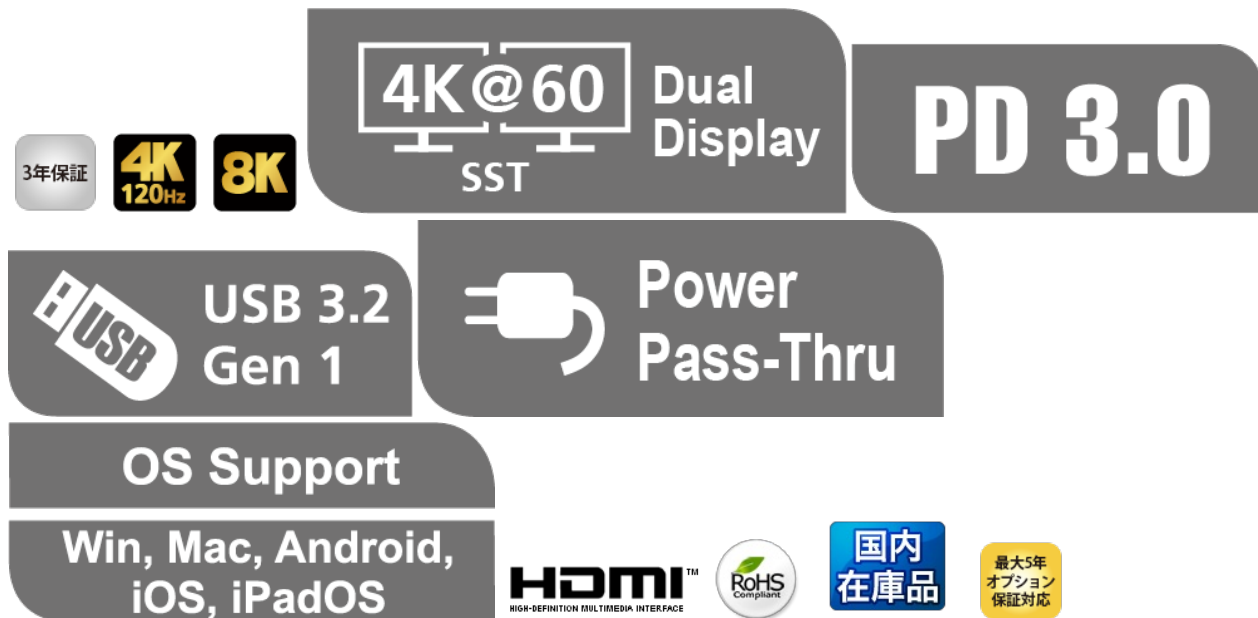 3年保証
4K
120Hz
8K
4K@60
SST
Dual
Display
PD 3.0
USB
USB 3.2
Gen 1
Power
Pass-Thru
OS Support
Win, Mac, Android,
iOS, iPadOS
HDMI™
HIGH-DEFINITION MULTIMEDIA INTERFACE
RoHS
Compliant
国内
在庫品
最大5年
オプション
保証対応